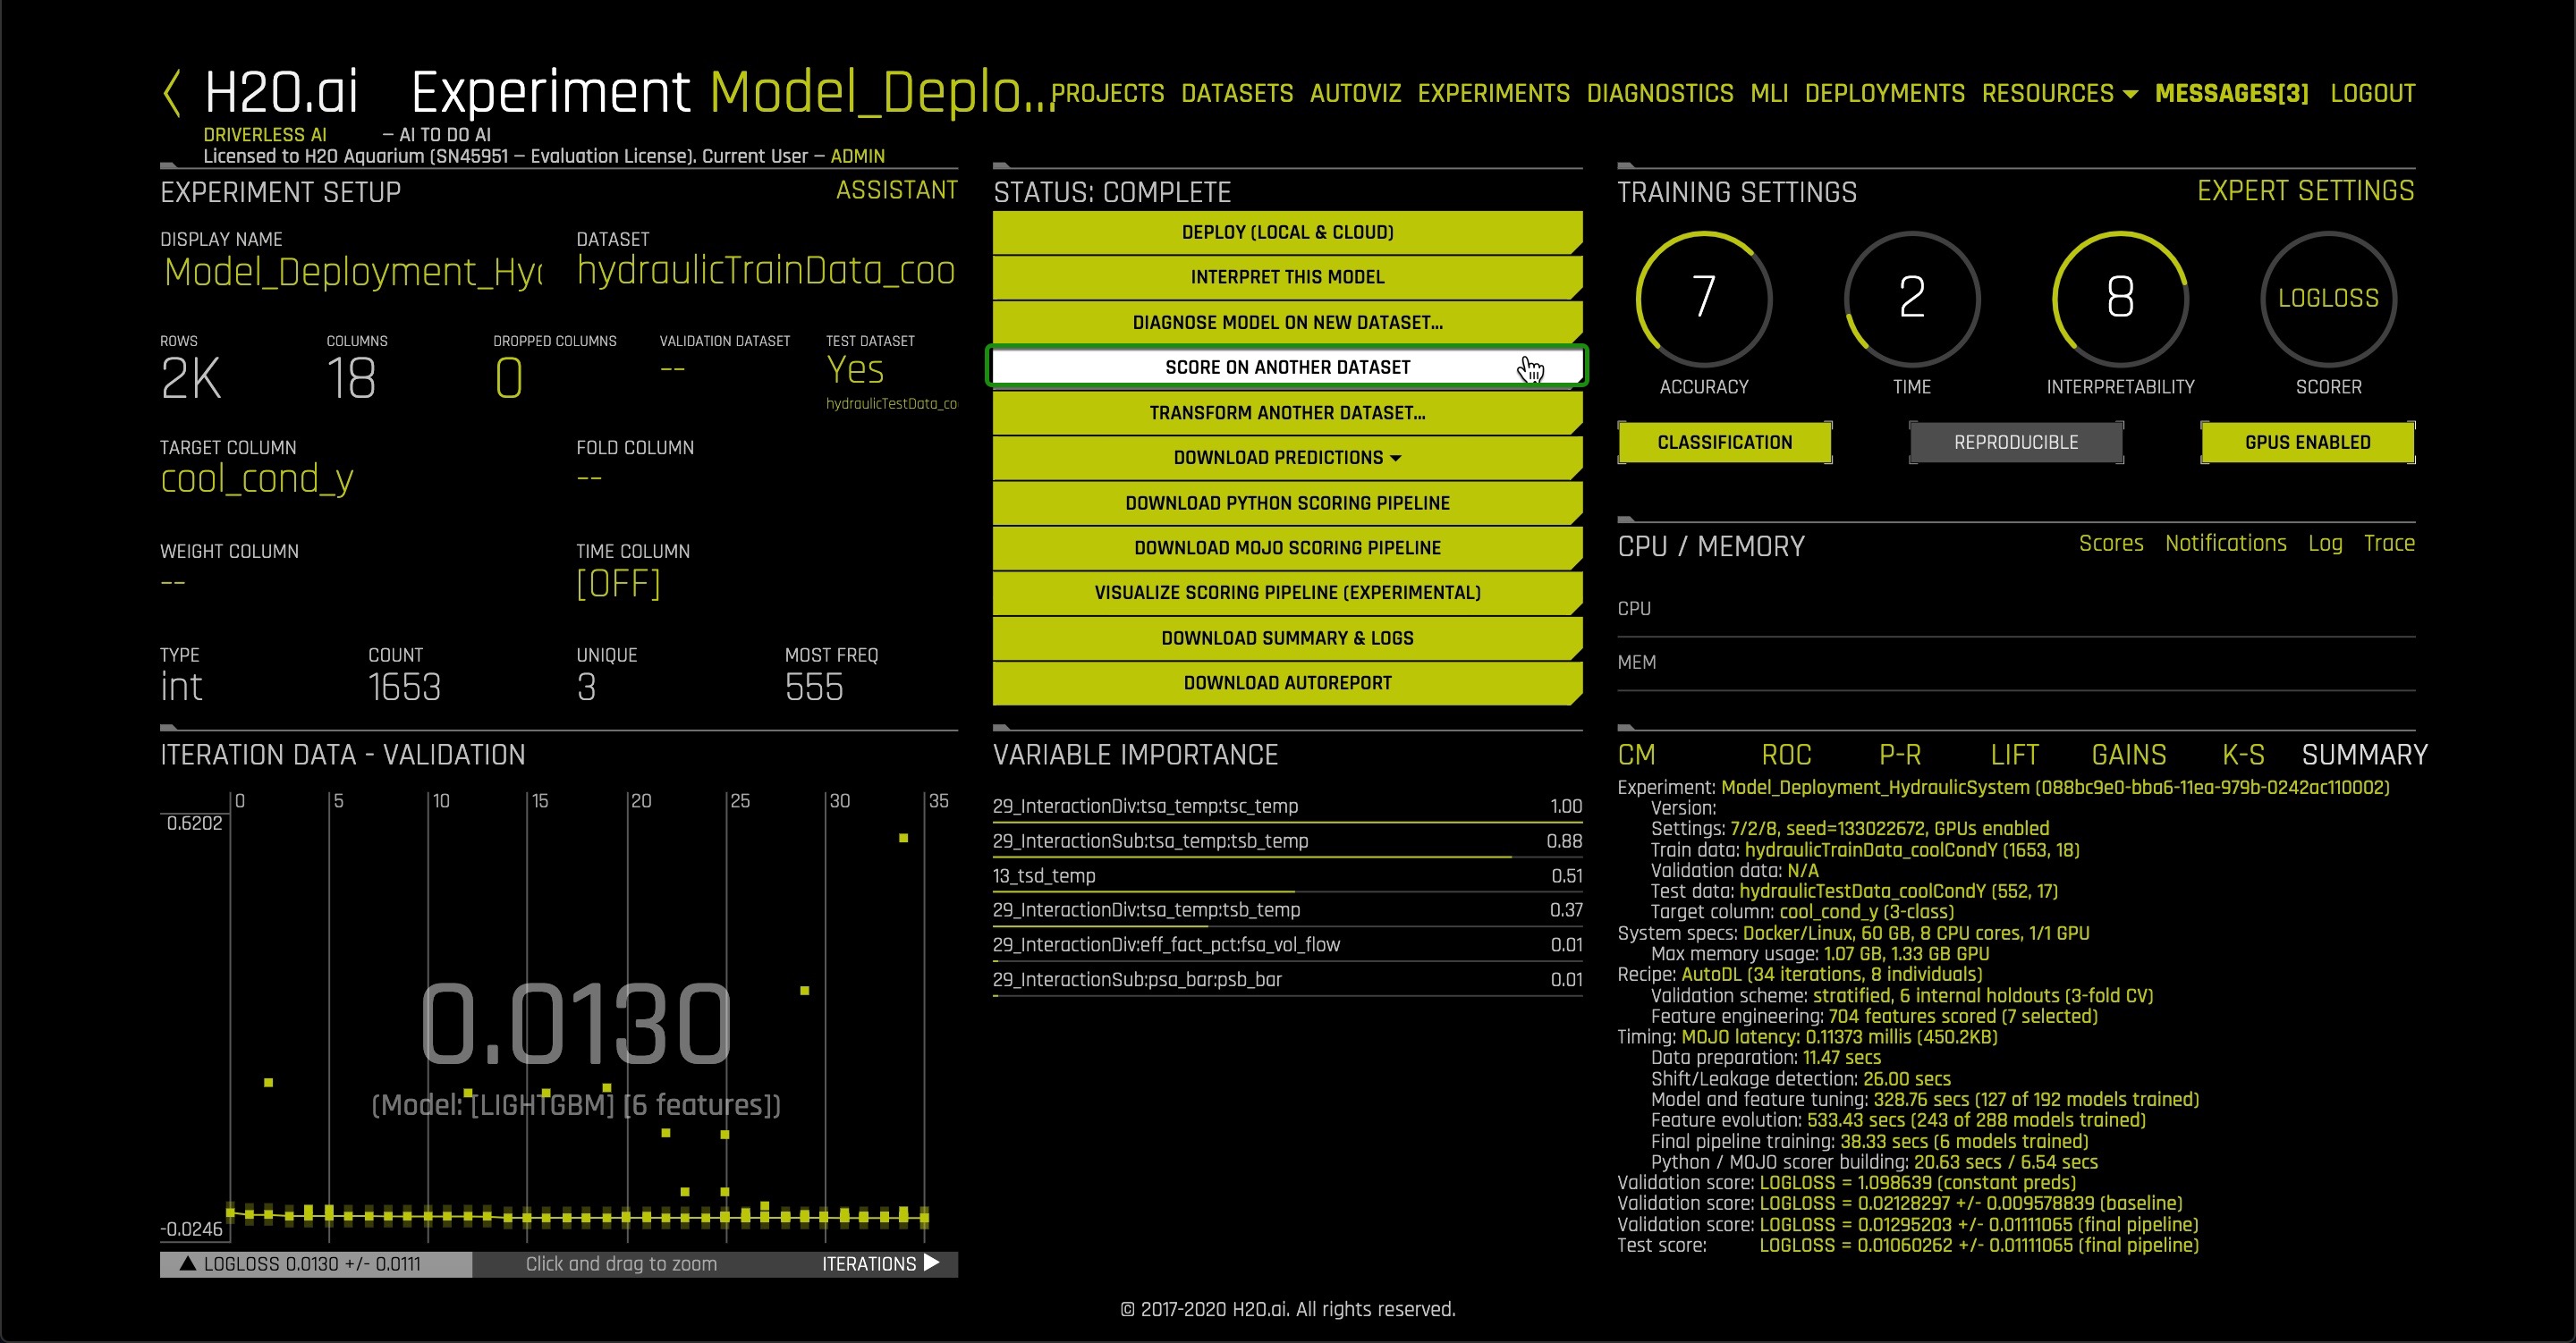 H2O.ai Experiment Model_Deplo...
PROJECTS DATASETS AUTOVIZ EXPERIMENTS DIAGNOSTICS MLI DEPLOYMENTS RESOURCES MESSAGES[3] LOGOUT
DRIVERLESS AI — AI TO DO AI
Licensed to H2O Aquarium (SN45951 — Evaluation License). Current User — ADMIN
EXPERIMENT SETUP ASSISTANT
DISPLAY NAME DATASET
Model_Deployment_Hy hydraulicTrainData_coo
ROWS COLUMNS DROPPED COLUMNS VALIDATION DATASET TEST DATASET
2K 18 0 -- Yes
hydraulicTestData_co
TARGET COLUMN FOLD COLUMN
cool_cond_y --
WEIGHT COLUMN TIME COLUMN
-- [OFF]
TYPE COUNT UNIQUE MOST FREQ
int 1653 3 555
STATUS: COMPLETE
DEPLOY (LOCAL & CLOUD)
INTERPRET THIS MODEL
DIAGNOSE MODEL ON NEW DATASET...
SCORE ON ANOTHER DATASET
TRANSFORM ANOTHER DATASET...
DOWNLOAD PREDICTIONS
DOWNLOAD PYTHON SCORING PIPELINE
DOWNLOAD MOJO SCORING PIPELINE
VISUALIZE SCORING PIPELINE (EXPERIMENTAL)
DOWNLOAD SUMMARY & LOGS
DOWNLOAD AUTOREPORT
TRAINING SETTINGS EXPERT SETTINGS
7 2 8 LOGLOSS
ACCURACY TIME INTERPRETABILITY SCORER
CLASSIFICATION REPRODUCIBLE GPUS ENABLED
CPU / MEMORY Scores Notifications Log Trace
CPU
MEM
ITERATION DATA - VALIDATION
0 5 10 15 20 25 30 35
0.6202
0.0130
(Model: [LIGHTGBM] [6 features])
-0.0246
LOGLOSS 0.0130 +/- 0.0111 Click and drag to zoom ITERATIONS
VARIABLE IMPORTANCE
29_InteractionDiv:tsa_temp:tsc_temp 1.00
29_InteractionSub:tsa_temp:tsb_temp 0.88
13_tsd_temp 0.51
29_InteractionDiv:tsa_temp:tsb_temp 0.37
29_InteractionDiv:eff_fact_pct:fsa_vol_flow 0.01
29_InteractionSub:psa_bar:psb_bar 0.01
CM ROC P-R LIFT GAINS K-S SUMMARY
Experiment: Model_Deployment_HydraulicSystem (088bc9e0-bba6-11ea-979b-0242ac110002)
Version:
Settings: 7/2/8, seed=133022672, GPUs enabled
Train data: hydraulicTrainData_coolCondY (1653, 18)
Validation data: N/A
Test data: hydraulicTestData_coolCondY (552, 17)
Target column: cool_cond_y (3-class)
System specs: Docker/Linux, 60 GB, 8 CPU cores, 1/1 GPU
Max memory usage: 1.07 GB, 1.33 GB GPU
Recipe: AutoDL (34 iterations, 8 individuals)
Validation scheme: stratified, 6 internal holdouts (3-fold CV)
Feature engineering: 704 features scored (7 selected)
Timing: MOJO latency: 0.11373 millis (450.2KB)
Data preparation: 11.47 secs
Shift/Leakage detection: 26.00 secs
Model and feature tuning: 328.76 secs (127 of 192 models trained)
Feature evolution: 533.43 secs (243 of 288 models trained)
Final pipeline training: 38.33 secs (6 models trained)
Python / MOJO scorer building: 20.63 secs / 6.54 secs
Validation score: LOGLOSS = 1.098639 (constant preds)
Validation score: LOGLOSS = 0.02128297 +/- 0.009578839 (baseline)
Validation score: LOGLOSS = 0.01295203 +/- 0.01111065 (final pipeline)
Test score: LOGLOSS = 0.01060262 +/- 0.01111065 (final pipeline)
© 2017-2020 H2O.ai. All rights reserved.